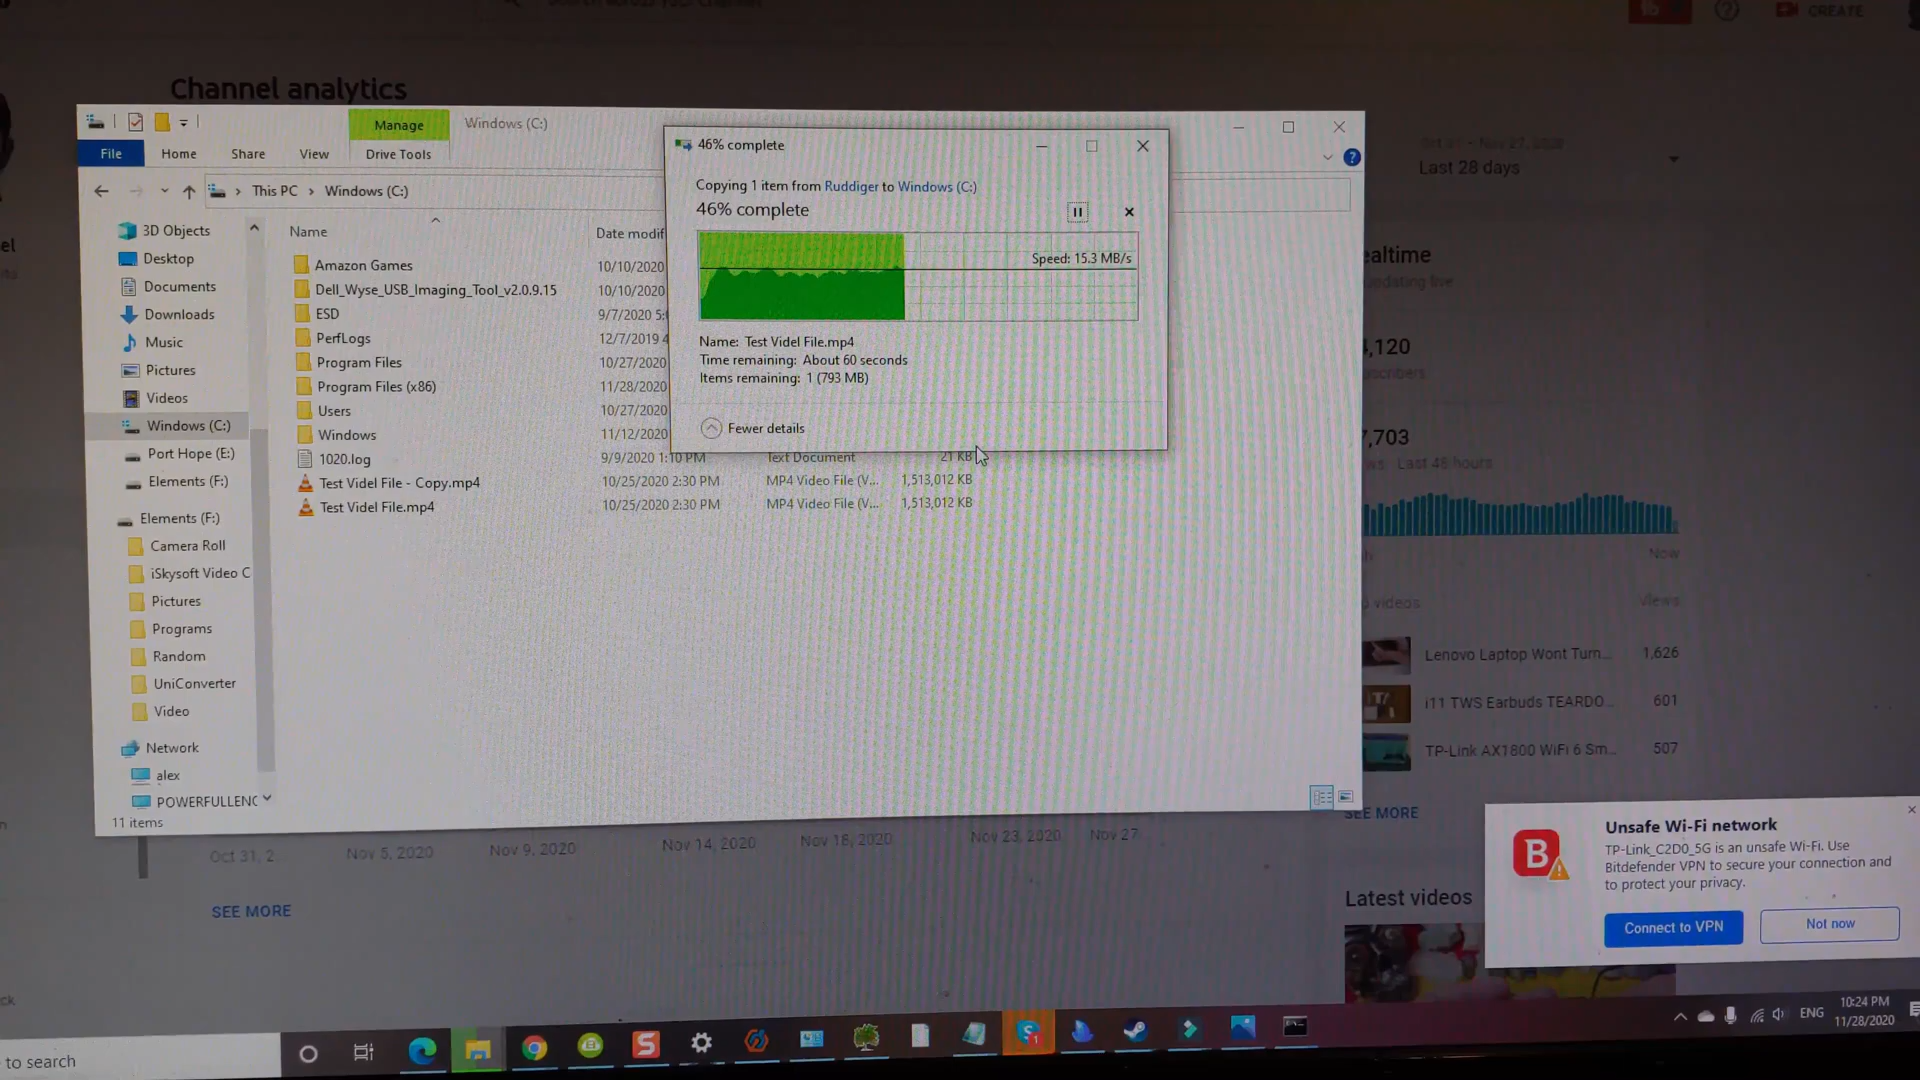 CREATE
Channel analytics
Manage
Windows (C:)
File
Home
Share
View
Drive Tools
This PC > Windows (C:)
3D Objects
Desktop
Documents
Downloads
Music
Pictures
Videos
Windows (C:)
Port Hope (E:)
Elements (F:)
Elements (F:)
Camera Roll
iSkysoft Video C
Pictures
Programs
Random
UniConverter
Video
Network
alex
POWERFULLENC
11 items
Name
Date modif
Amazon Games 10/10/2020
Dell_Wyse_USB_Imaging_Tool_v2.0.9.15 10/10/2020
ESD 9/7/2020 5:
PerfLogs 12/7/2019 4
Program Files 10/27/2020
Program Files (x86) 11/28/2020
Users 10/27/2020
Windows 11/12/2020
1020.log 9/9/2020 1:10 PM Text Document 21 KB
Test Videl File - Copy.mp4 10/25/2020 2:30 PM MP4 Video File (V... 1,513,012 KB
Test Videl File.mp4 10/25/2020 2:30 PM MP4 Video File (V... 1,513,012 KB
46% complete
Copying 1 item from Ruddiger to Windows (C:)
46% complete
Speed: 15.3 MB/s
Name: Test Videl File.mp4
Time remaining: About 60 seconds
Items remaining: 1 (793 MB)
Fewer details
Last 28 days
ealtime
pdating live
4,120
bscribers
7,703
Last 48 hours
Now
videos
Views
Lenovo Laptop Wont Turn... 1,626
i11 TWS Earbuds TEARDO... 601
TP-Link AX1800 WiFi 6 Sm... 507
SEE MORE
Oct 31, 2...
Nov 5, 2020
Nov 9, 2020
Nov 14, 2020
Nov 18, 2020
Nov 23, 2020
Nov 27
SEE MORE
Latest videos
Unsafe Wi-Fi network
TP-Link_C2D0_5G is an unsafe Wi-Fi. Use
Bitdefender VPN to secure your connection and
to protect your privacy.
Connect to VPN
Not now
B
to search
ENG
10:24 PM
11/28/2020